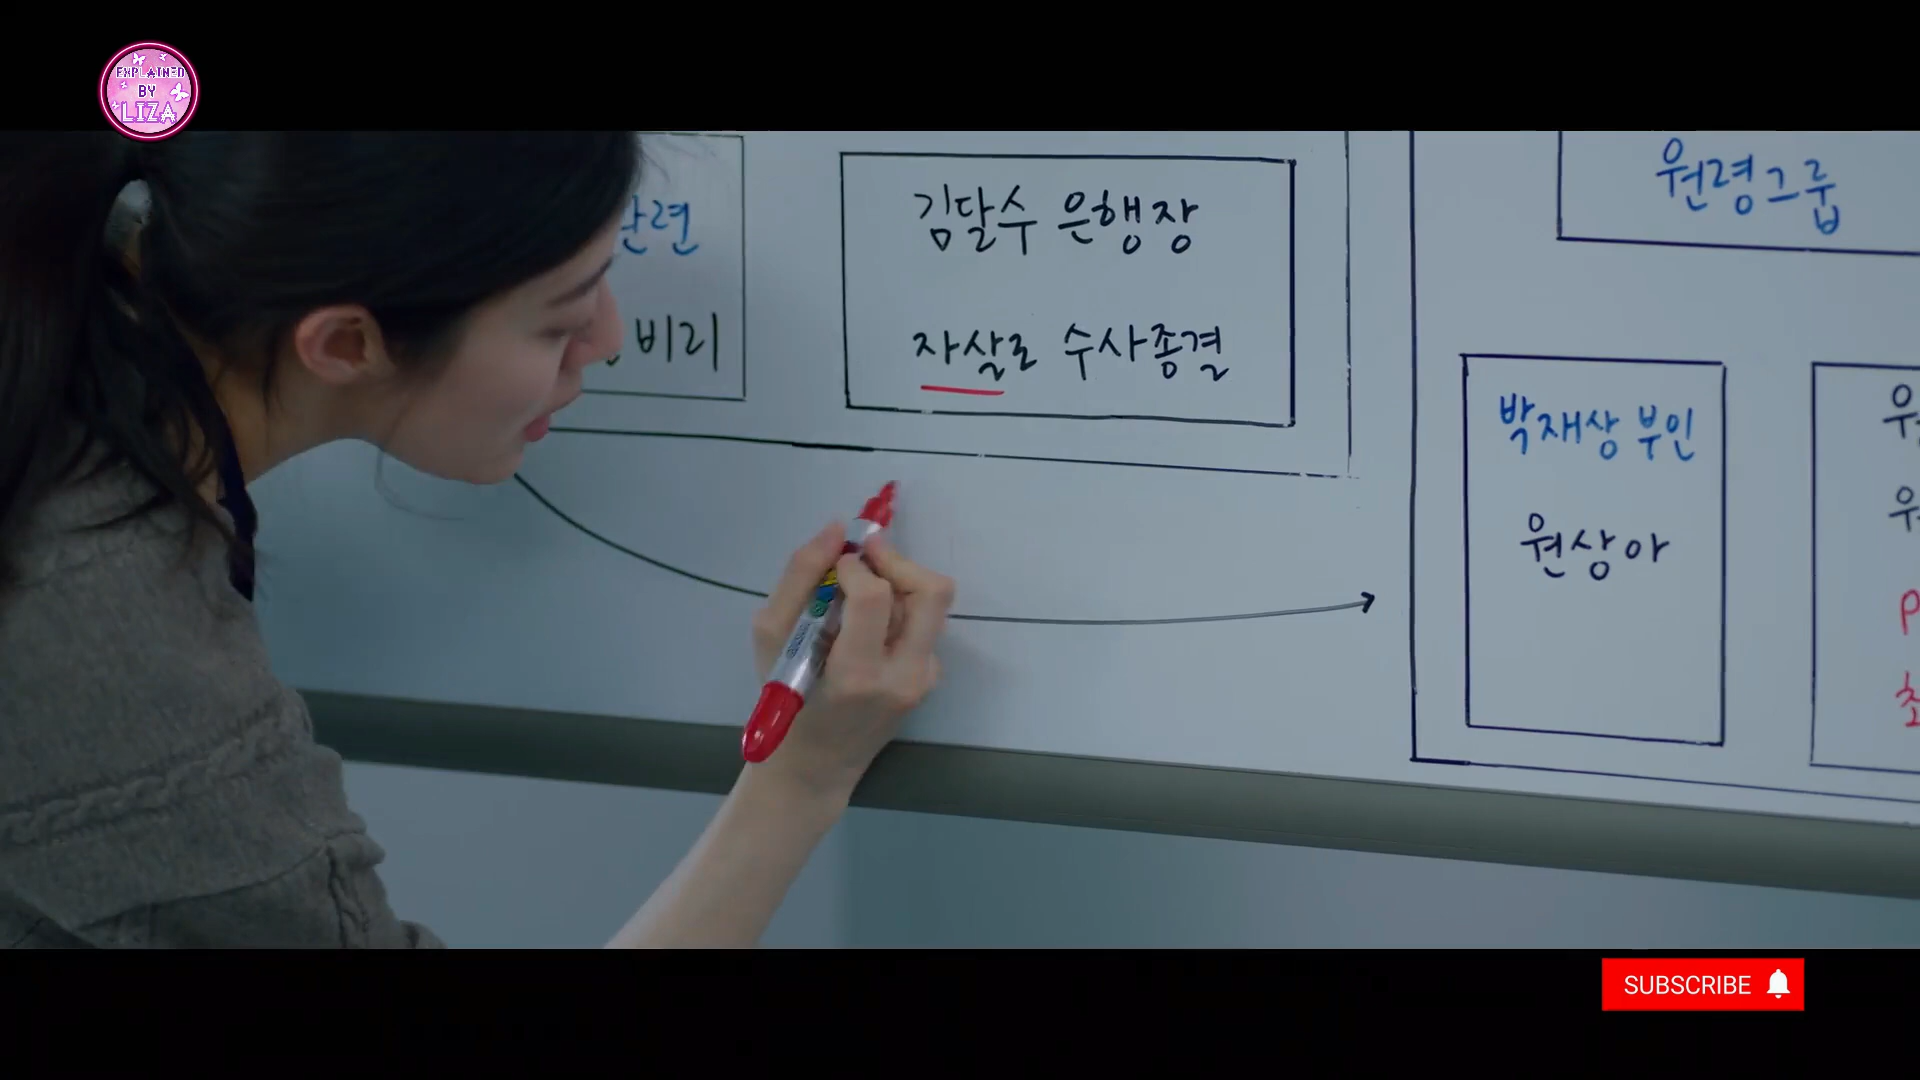 EXPLAINED
BY
LIZA
관련
비리
김달수 은행장
자살로 수사종결
원령그룹
박재상 부인
원상아
SUBSCRIBE